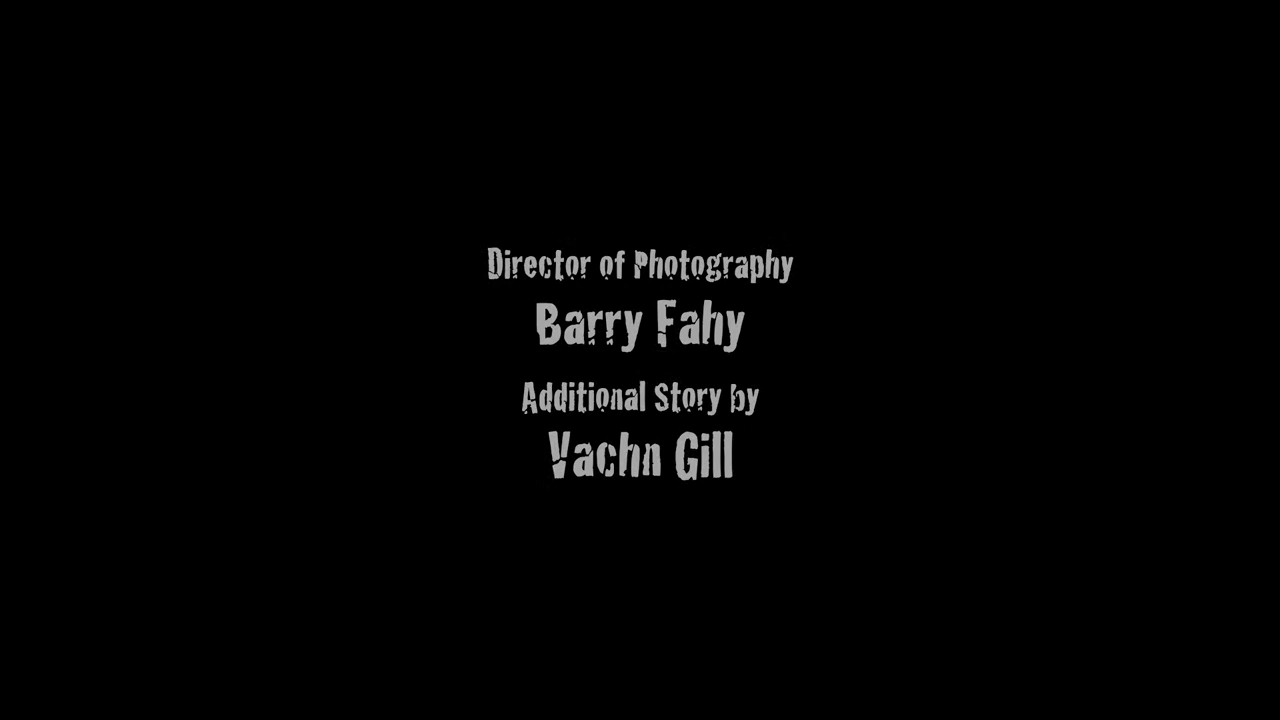 Director of Photography
Barry Fahy
Additional Story by
Vachn Gill